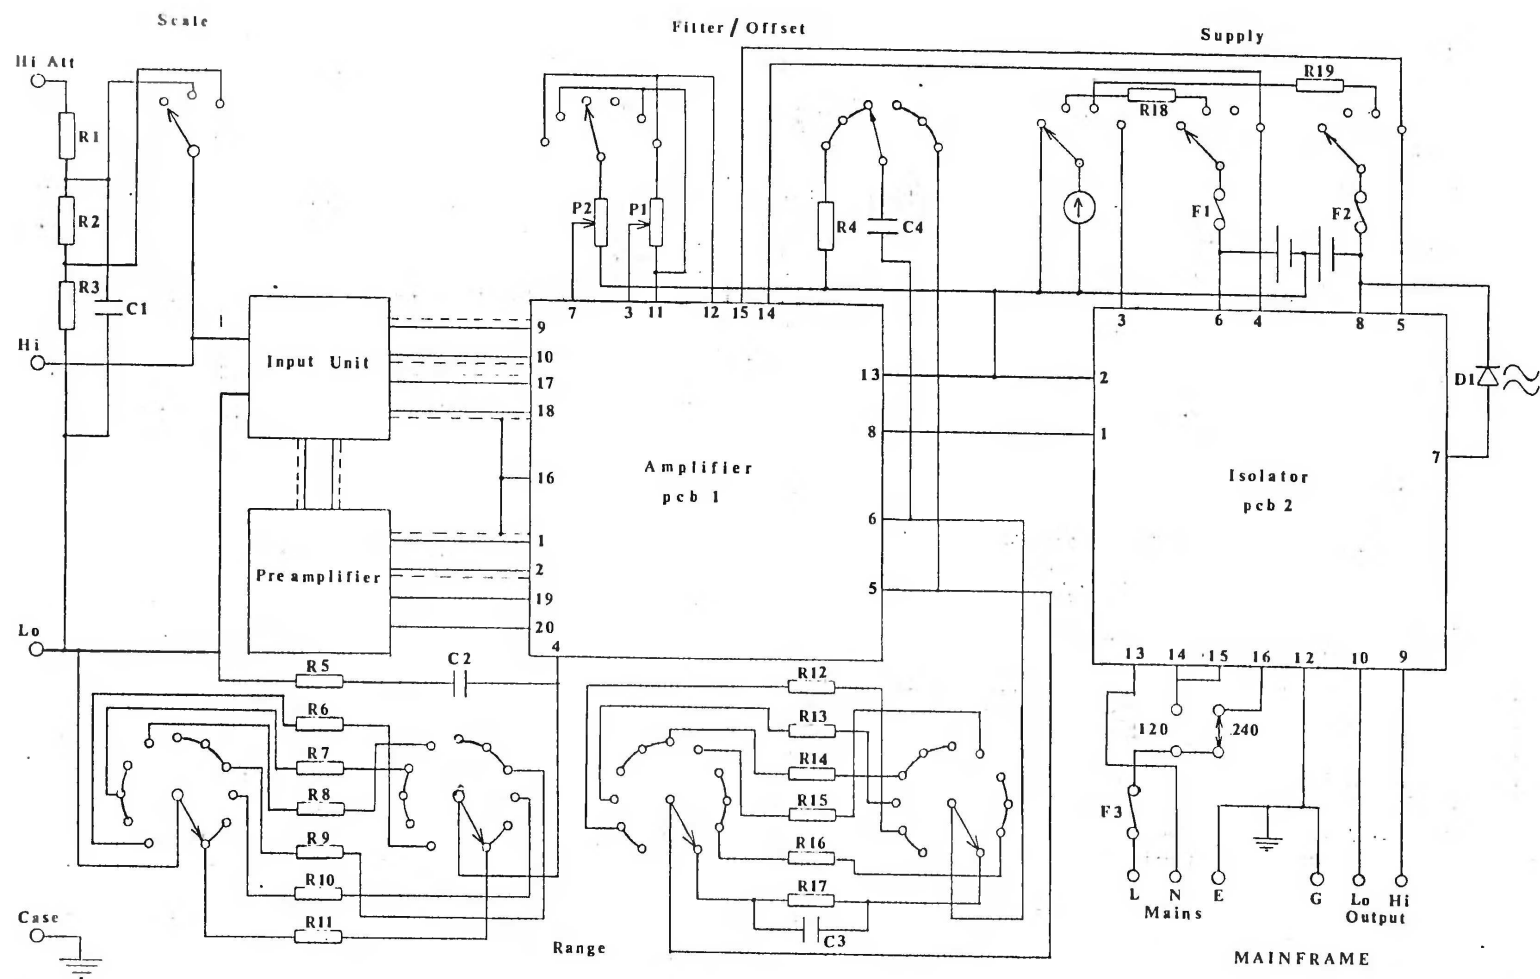 Scale
Filter / Offset
Supply
Hi Att
R19
R18
R1
R2
P2
P1
R4
C4
F1
F2
R3
C1
7
3
11
12
15
14
3
6
4
8
5
Hi
9
Input Unit
10
17
18
13
2
D1
8
1
7
Amplifier
pcb 1
Isolator
pcb 2
16
6
1
2
Preamplifier
19
20
5
Lo
4
13
14
15
16
12
10
9
R5
C2
R12
R6
R13
120
240
R7
R14
R8
R15
F3
R9
R16
R10
R17
L
N
E
G
Lo
Hi
Mains
Output
Case
R11
C3
Range
MAINFRAME